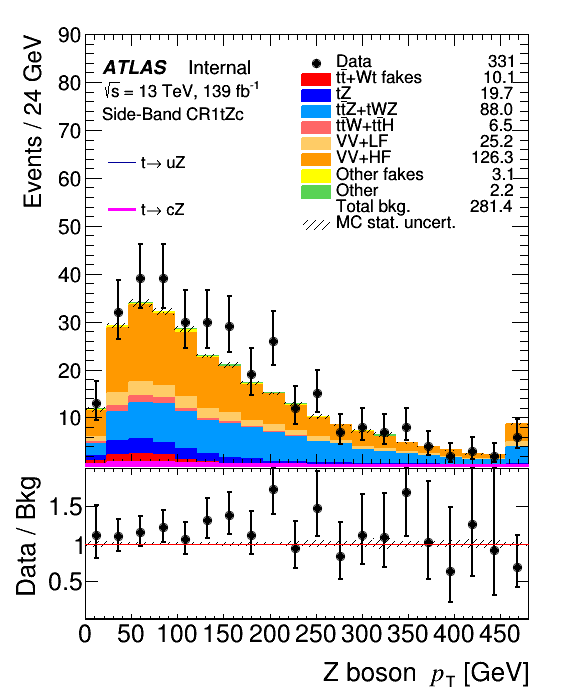 90
80
70
60
50
40
30
20
10
Events / 24 GeV
ATLAS Internal
√s = 13 TeV, 139 fb⁻¹
Side-Band CR1tZc
t→ uZ
t→ cZ
Data 331
tt̄+Wt fakes 10.1
tZ 19.7
tt̄Z+tWZ 88.0
tt̄W+tt̄H 6.5
VV+LF 25.2
VV+HF 126.3
Other fakes 3.1
Other 2.2
Total bkg. 281.4
MC stat. uncert.
1.5
1
0.5
Data / Bkg
0 50 100 150 200 250 300 350 400 450
Z boson p_T [GeV]